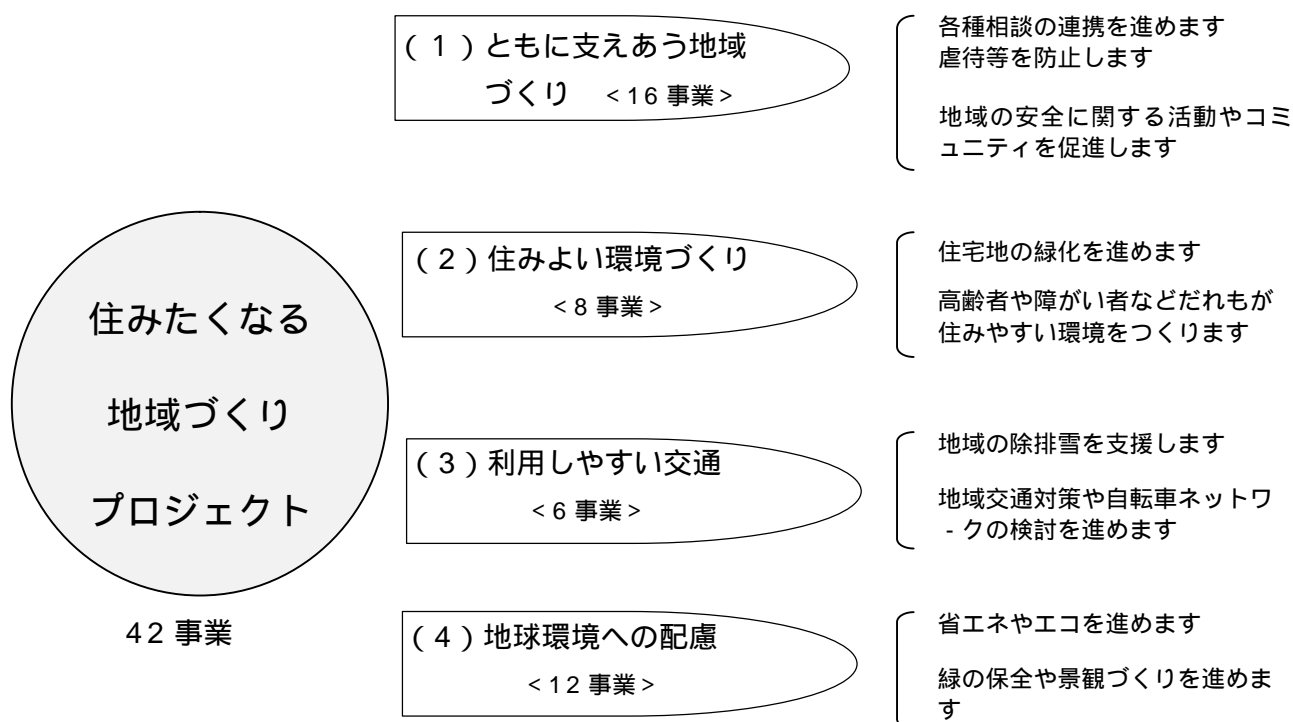 住みたくなる
地域づくり
プロジェクト
42事業
(1)ともに支えあう地域
づくり <16事業>
各種相談の連携を進めます
虐待等を防止します
地域の安全に関する活動やコミ
ュニティを促進します
(2)住みよい環境づくり
<8事業>
住宅地の緑化を進めます
高齢者や障がい者などだれもが
住みやすい環境をつくります
(3)利用しやすい交通
<6事業>
地域の除排雪を支援します
地域交通対策や自転車ネットワ
-クの検討を進めます
(4)地球環境への配慮
<12事業>
省エネやエコを進めます
緑の保全や景観づくりを進めま
す